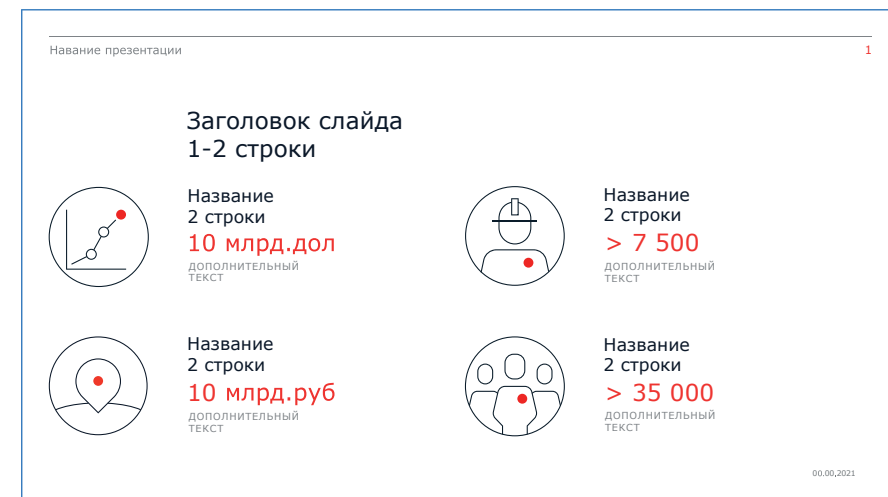 Навание презентации
1
Заголовок слайда
1-2 строки
Название
2 строки
10 млрд.дол
ДОПОЛНИТЕЛЬНЫЙ
ТЕКСТ
Название
2 строки
> 7 500
ДОПОЛНИТЕЛЬНЫЙ
ТЕКСТ
Название
2 строки
10 млрд.руб
ДОПОЛНИТЕЛЬНЫЙ
ТЕКСТ
Название
2 строки
> 35 000
ДОПОЛНИТЕЛЬНЫЙ
ТЕКСТ
00.00,2021